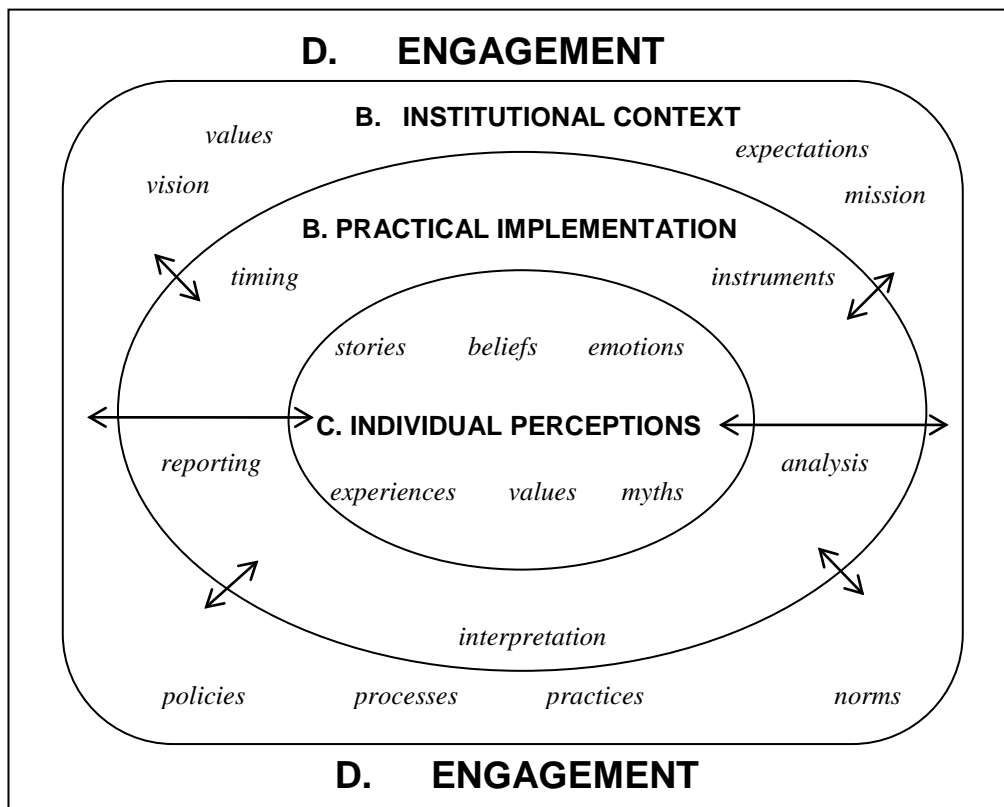 D. ENGAGEMENT
B. INSTITUTIONAL CONTEXT
values
expectations
vision
mission
B. PRACTICAL IMPLEMENTATION
timing
instruments
stories beliefs emotions
C. INDIVIDUAL PERCEPTIONS
reporting
analysis
experiences values myths
interpretation
policies processes practices norms
D. ENGAGEMENT